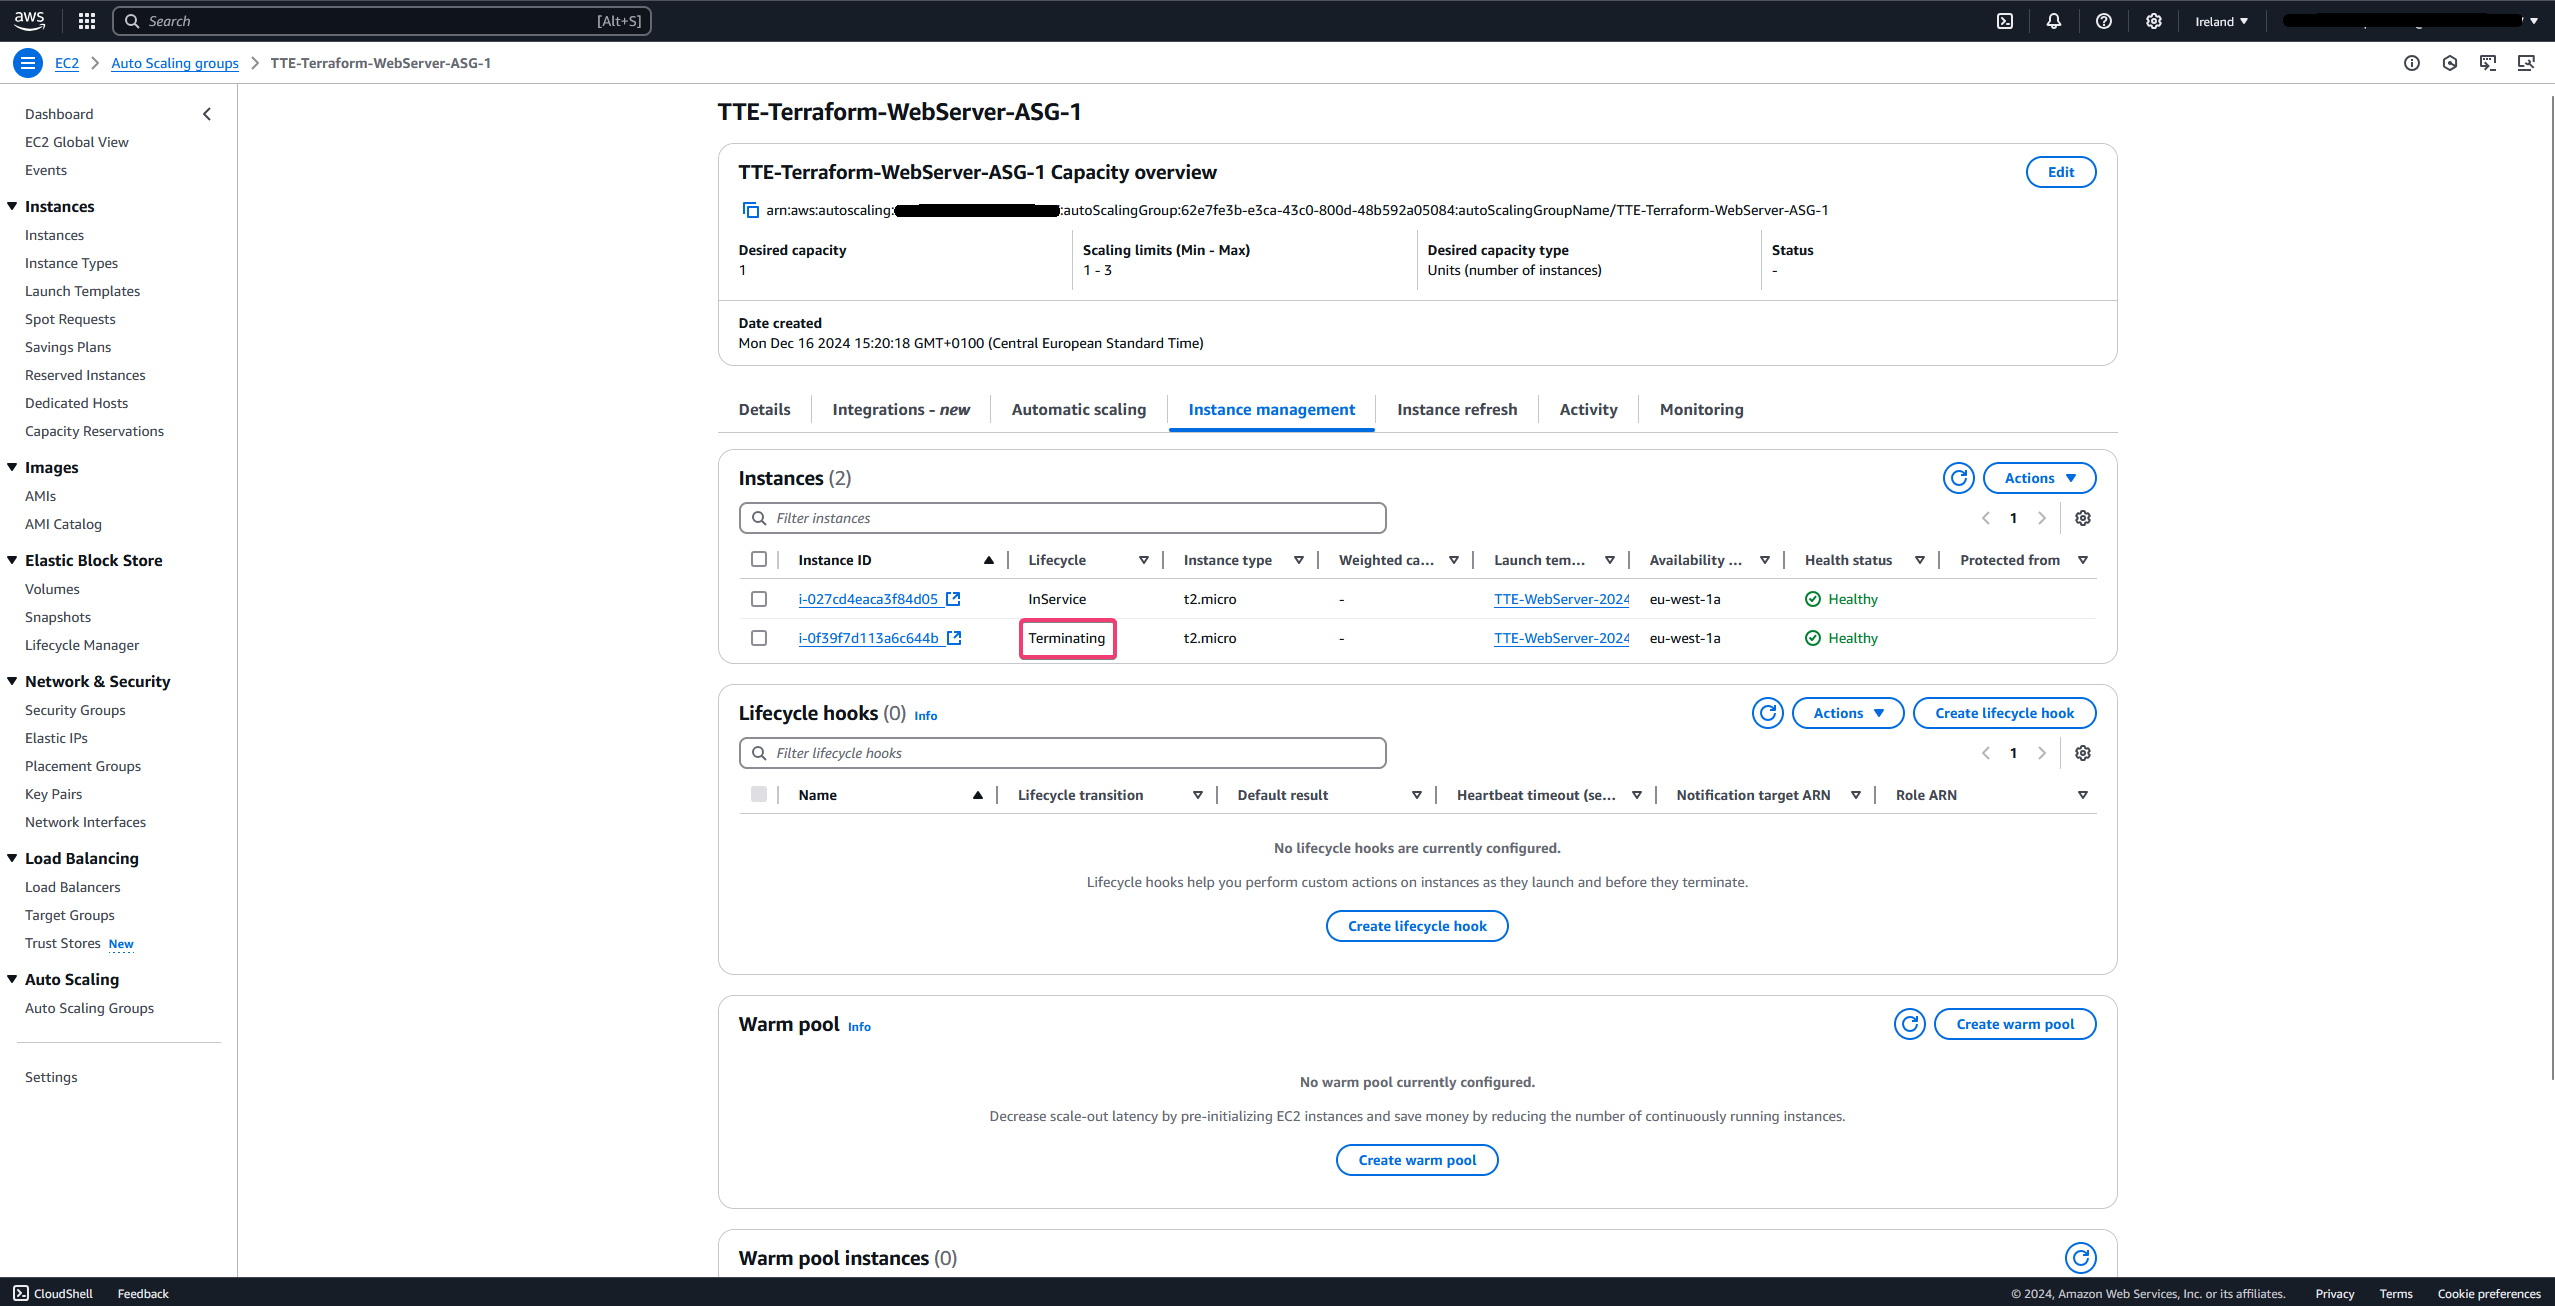 aws
Search [Alt+S]
Ireland
EC2 Auto Scaling groups TTE-Terraform-WebServer-ASG-1
Dashboard
EC2 Global View
Events
Instances
Instances
Instance Types
Launch Templates
Spot Requests
Savings Plans
Reserved Instances
Dedicated Hosts
Capacity Reservations
Images
AMIs
AMI Catalog
Elastic Block Store
Volumes
Snapshots
Lifecycle Manager
Network & Security
Security Groups
Elastic IPs
Placement Groups
Key Pairs
Network Interfaces
Load Balancing
Load Balancers
Target Groups
Trust Stores New
Auto Scaling
Auto Scaling Groups
Settings
TTE-Terraform-WebServer-ASG-1
TTE-Terraform-WebServer-ASG-1 Capacity overview
Edit
arn:aws:autoscaling: :autoScalingGroup:62e7fe3b-e3ca-43c0-800d-48b592a05084:autoScalingGroupName/TTE-Terraform-WebServer-ASG-1
Desired capacity Scaling limits (Min - Max) Desired capacity type Status
1 1 - 3 Units (number of instances) -
Date created
Mon Dec 16 2024 15:20:18 GMT+0100 (Central European Standard Time)
Details Integrations - new Automatic scaling Instance management Instance refresh Activity Monitoring
Instances (2) Actions
Filter instances 1
Instance ID Lifecycle Instance type Weighted ca... Launch tem... Availability ... Health status Protected from
i-027cd4eaca3f84d05 InService t2.micro - TTE-WebServer-2024 eu-west-1a Healthy
i-0f39f7d113a6c644b Terminating t2.micro - TTE-WebServer-2024 eu-west-1a Healthy
Lifecycle hooks (0) Info Actions Create lifecycle hook
Filter lifecycle hooks 1
Name Lifecycle transition Default result Heartbeat timeout (se... Notification target ARN Role ARN
No lifecycle hooks are currently configured.
Lifecycle hooks help you perform custom actions on instances as they launch and before they terminate.
Create lifecycle hook
Warm pool Info Create warm pool
No warm pool currently configured.
Decrease scale-out latency by pre-initializing EC2 instances and save money by reducing the number of continuously running instances.
Create warm pool
Warm pool instances (0)
CloudShell Feedback © 2024, Amazon Web Services, Inc. or its affiliates. Privacy Terms Cookie preferences